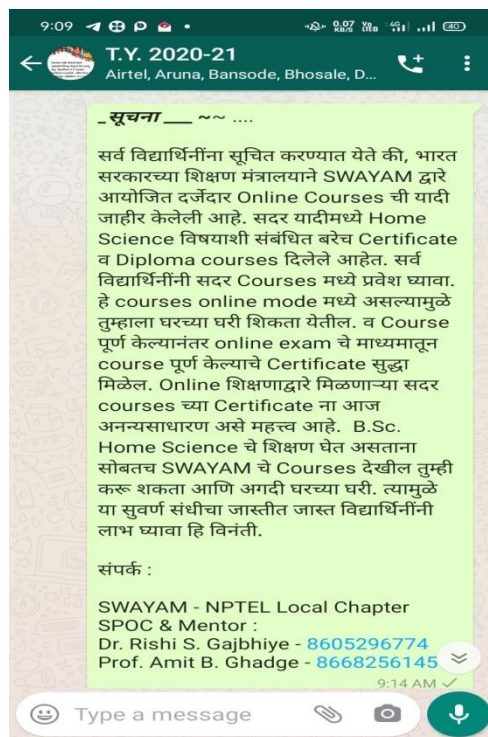 9:09
0.07 KB/S
4G
40
T.Y. 2020-21
Airtel, Aruna, Bansode, Bhosale, D...
_सूचना ___ ~~ ....
सर्व विद्यार्थिनींना सूचित करण्यात येते की, भारत
सरकारच्या शिक्षण मंत्रालयाने SWAYAM द्वारे
आयोजित दर्जेदार Online Courses ची यादी
जाहीर केलेली आहे. सदर यादीमध्ये Home
Science विषयाशी संबंधित बरेच Certificate
व Diploma courses दिलेले आहेत. सर्व
विद्यार्थिनींनी सदर Courses मध्ये प्रवेश घ्यावा.
हे courses online mode मध्ये असल्यामुळे
तुम्हाला घरच्या घरी शिकता येतील. व Course
पूर्ण केल्यानंतर online exam चे माध्यमातून
course पूर्ण केल्याचे Certificate सुद्धा
मिळेल. Online शिक्षणाद्वारे मिळणाऱ्या सदर
courses च्या Certificate ना आज
अनन्यसाधारण असे महत्त्व आहे. B.Sc.
Home Science चे शिक्षण घेत असताना
सोबतच SWAYAM चे Courses देखील तुम्ही
करू शकता आणि अगदी घरच्या घरी. त्यामुळे
या सुवर्ण संधीचा जास्तीत जास्त विद्यार्थिनींनी
लाभ घ्यावा हि विनंती.
संपर्क :
SWAYAM - NPTEL Local Chapter
SPOC & Mentor :
Dr. Rishi S. Gajbhiye - 8605296774
Prof. Amit B. Ghadge - 8668256145
9:14 AM
Type a message